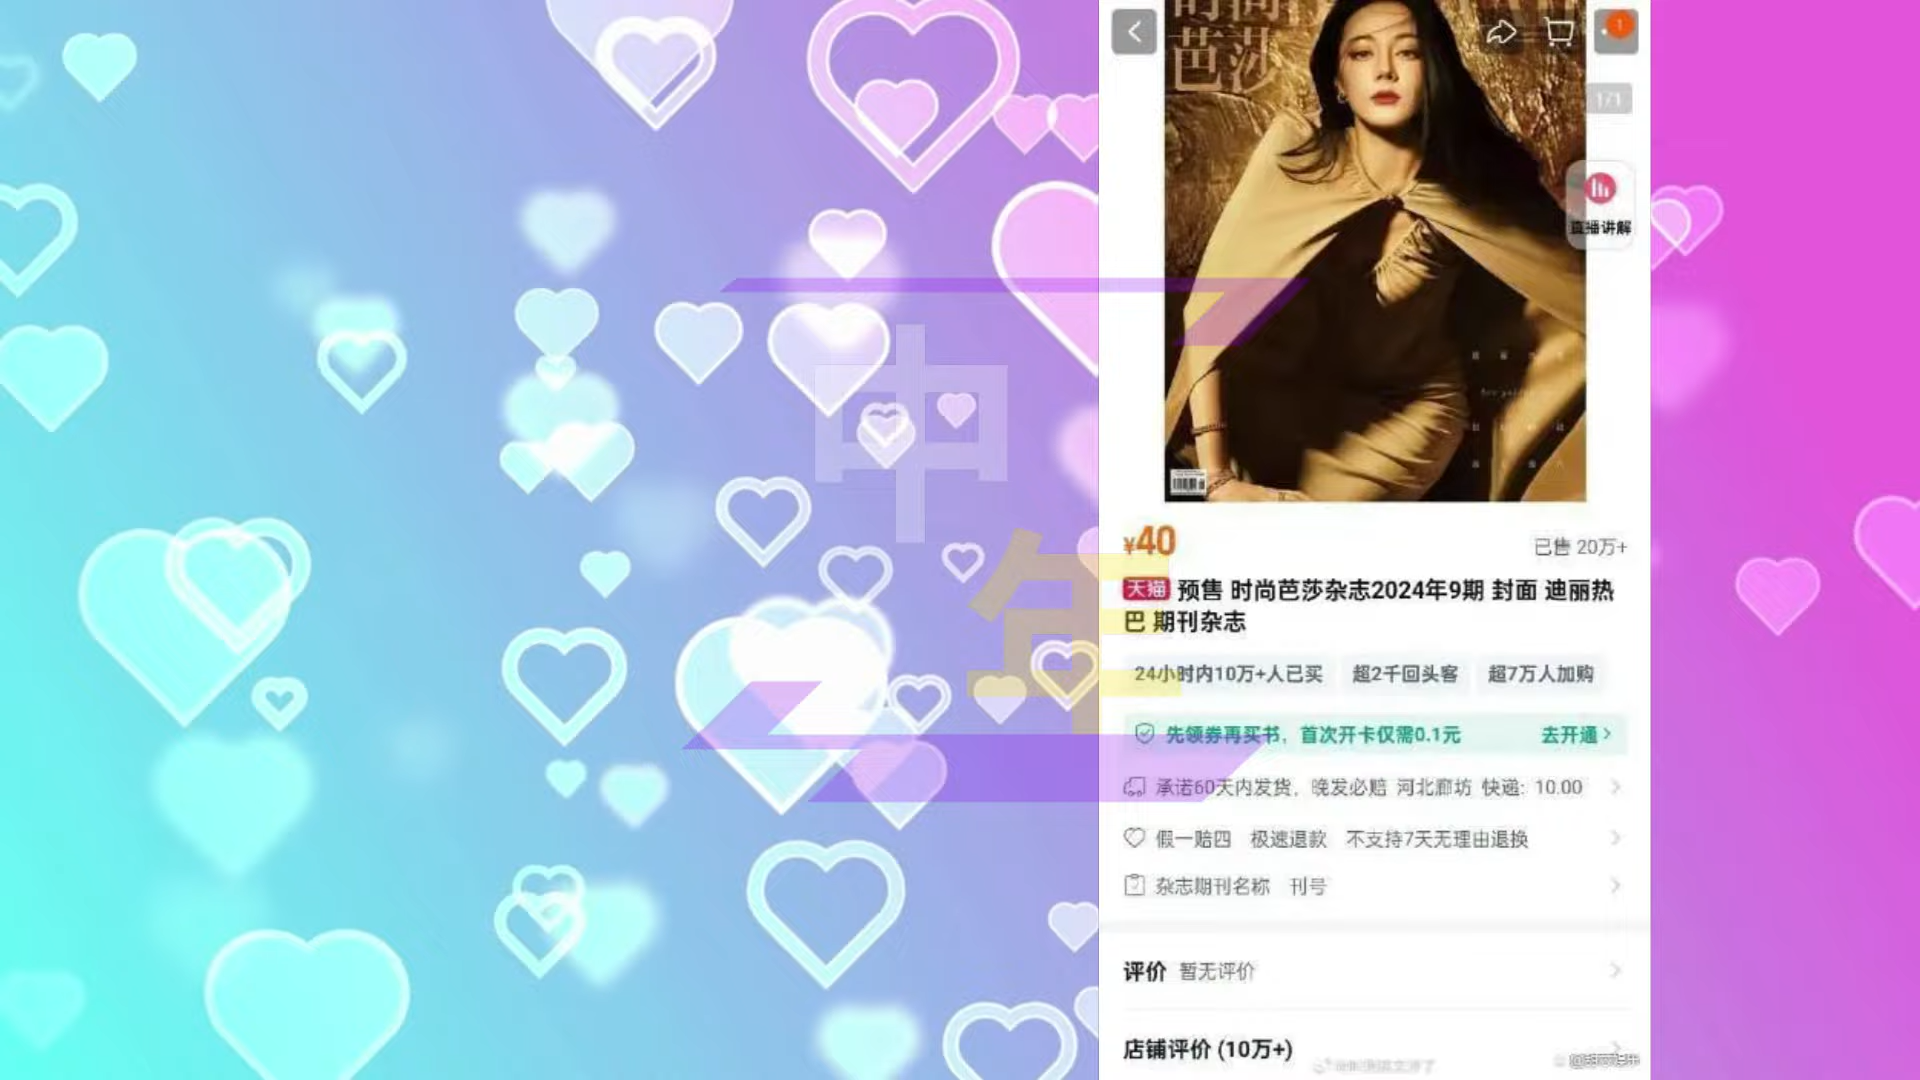 时尚
芭莎
1
1/1
直播讲解
中
年
¥40
已售 20万+
天猫 预售 时尚芭莎杂志2024年9期 封面 迪丽热
巴 期刊杂志
24小时内10万+人已买 超2千回头客 超7万人加购
先领券再买书，首次开卡仅需0.1元 去开通
承诺60天内发货，晚发必赔 河北廊坊 快递: 10.00
假一赔四 极速退款 不支持7天无理由退换
杂志期刊名称 刊号
评价 暂无评价
店铺评价 (10万+)